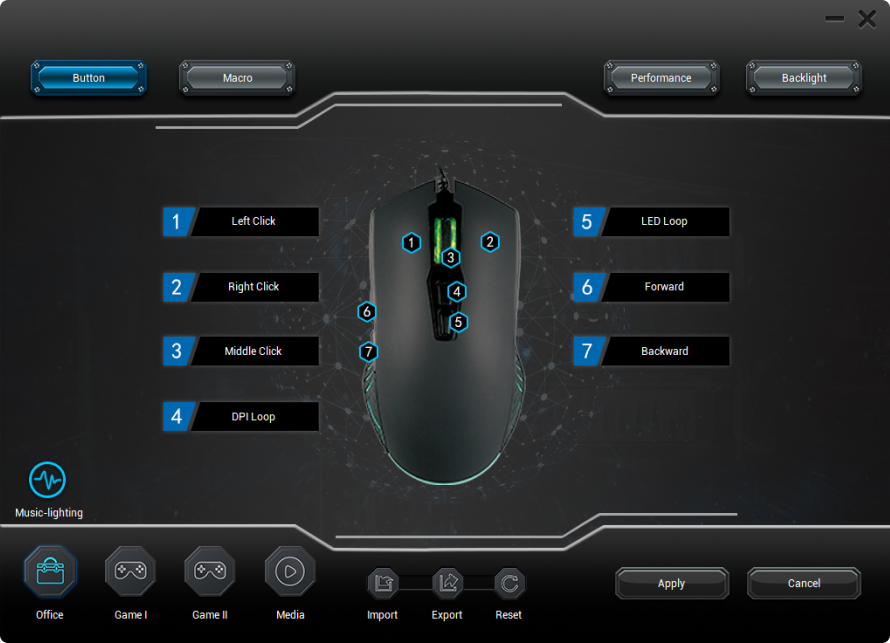 Button
Macro
Performance
Backlight
1 Left Click
2 Right Click
3 Middle Click
4 DPI Loop
5 LED Loop
6 Forward
7 Backward
1
2
3
4
5
6
7
Music-lighting
Office
Game I
Game II
Media
Import
Export
Reset
Apply
Cancel